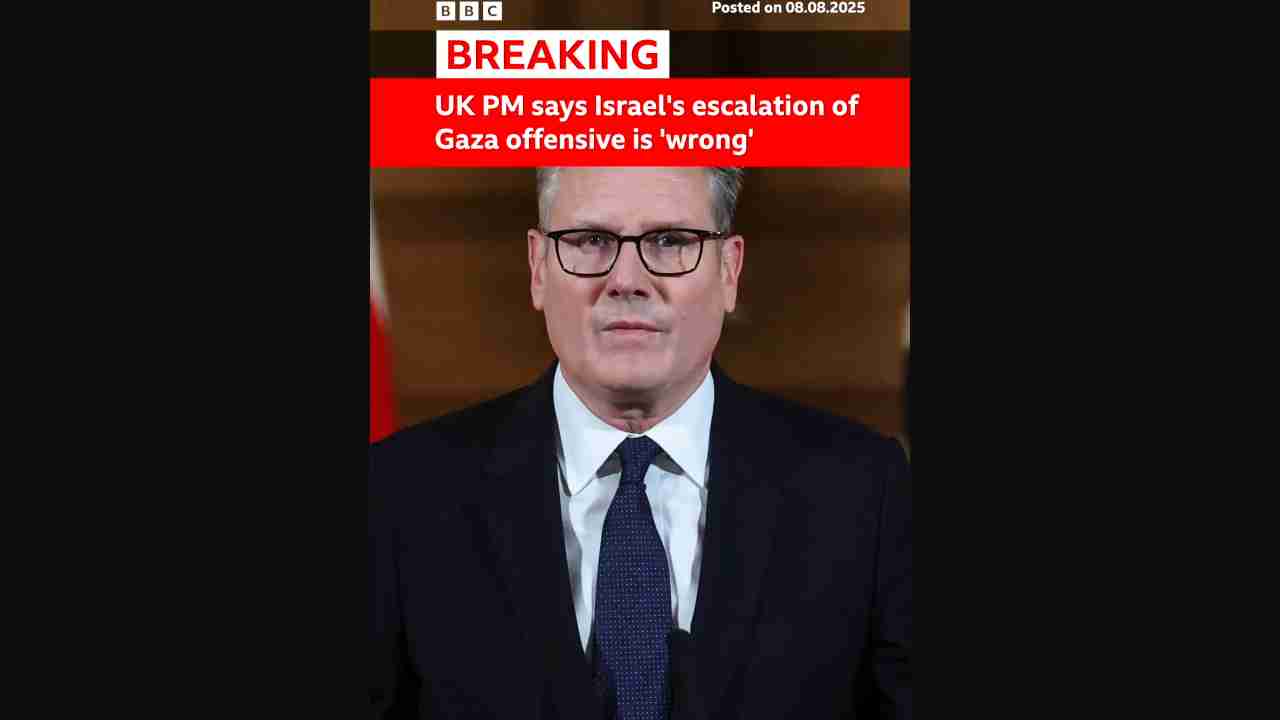 BBC
Posted on 08.08.2025
BREAKING
UK PM says Israel's escalation of
Gaza offensive is 'wrong'